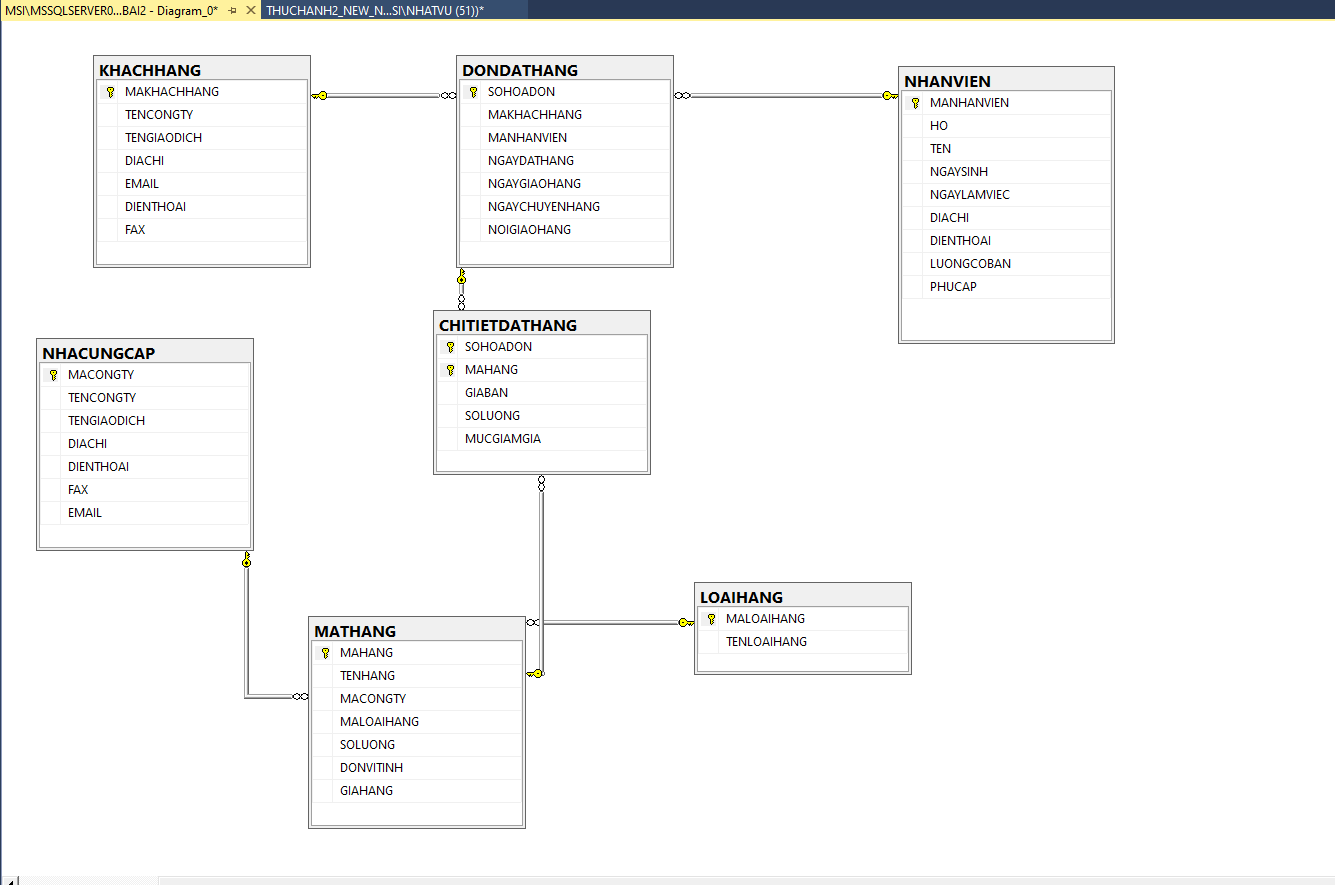 MSI\MSSQLSERVER0...BAI2 - Diagram_0*
THUCHANH2_NEW_N...SI\NHATVU (51))*
KHACHHANG
MAKHACHHANG
TENCONGTY
TENGIAODICH
DIACHI
EMAIL
DIENTHOAI
FAX
DONDATHANG
SOHOADON
MAKHACHHANG
MANHANVIEN
NGAYDATHANG
NGAYGIAOHANG
NGAYCHUYENHANG
NOIGIAOHANG
NHANVIEN
MANHANVIEN
HO
TEN
NGAYSINH
NGAYLAMVIEC
DIACHI
DIENTHOAI
LUONGCOBAN
PHUCAP
NHACUNGCAP
MACONGTY
TENCONGTY
TENGIAODICH
DIACHI
DIENTHOAI
FAX
EMAIL
CHITIETDATHANG
SOHOADON
MAHANG
GIABAN
SOLUONG
MUCGIAMGIA
MATHANG
MAHANG
TENHANG
MACONGTY
MALOAIHANG
SOLUONG
DONVITINH
GIAHANG
LOAIHANG
MALOAIHANG
TENLOAIHANG